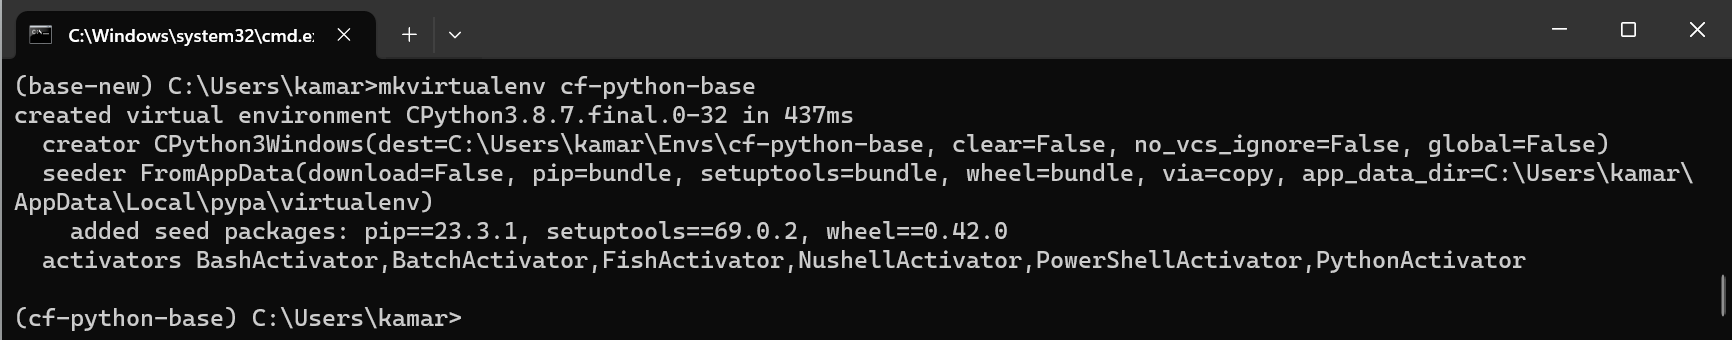 C:\Windows\system32\cmd.e
(base-new) C:\Users\kamar>mkvirtualenv cf-python-base
created virtual environment CPython3.8.7.final.0-32 in 437ms
  creator CPython3Windows(dest=C:\Users\kamar\Envs\cf-python-base, clear=False, no_vcs_ignore=False, global=False)
  seeder FromAppData(download=False, pip=bundle, setuptools=bundle, wheel=bundle, via=copy, app_data_dir=C:\Users\kamar\
AppData\Local\pypa\virtualenv)
    added seed packages: pip==23.3.1, setuptools==69.0.2, wheel==0.42.0
  activators BashActivator,BatchActivator,FishActivator,NushellActivator,PowerShellActivator,PythonActivator
(cf-python-base) C:\Users\kamar>